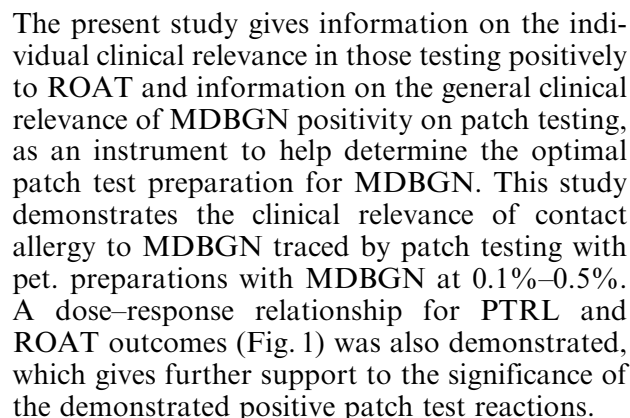 The present study gives information on the indi-
vidual clinical relevance in those testing positively
to ROAT and information on the general clinical
relevance of MDBGN positivity on patch testing,
as an instrument to help determine the optimal
patch test preparation for MDBGN. This study
demonstrates the clinical relevance of contact
allergy to MDBGN traced by patch testing with
pet. preparations with MDBGN at 0.1%–0.5%.
A dose–response relationship for PTRL and
ROAT outcomes (Fig. 1) was also demonstrated,
which gives further support to the significance of
the demonstrated positive patch test reactions.